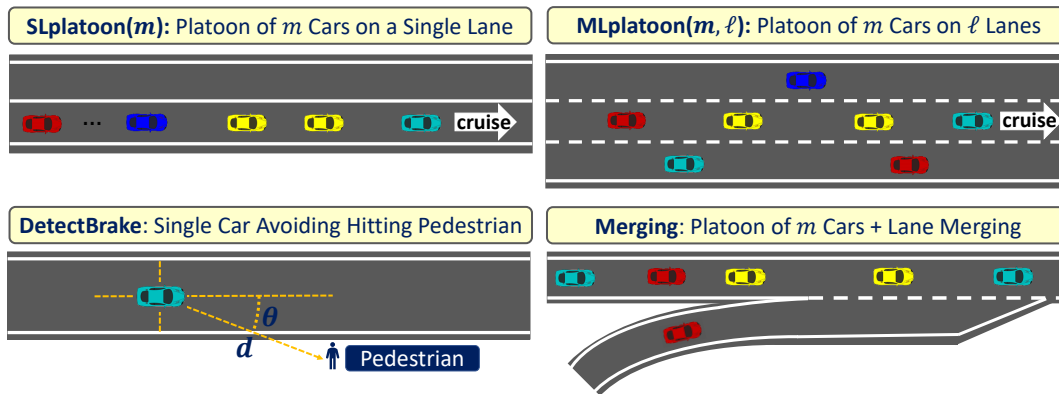 SLplatoon(m): Platoon of m Cars on a Single Lane
...
cruise
MLplatoon(m, ℓ): Platoon of m Cars on ℓ Lanes
cruise
DetectBrake: Single Car Avoiding Hitting Pedestrian
θ
d
Pedestrian
Merging: Platoon of m Cars + Lane Merging